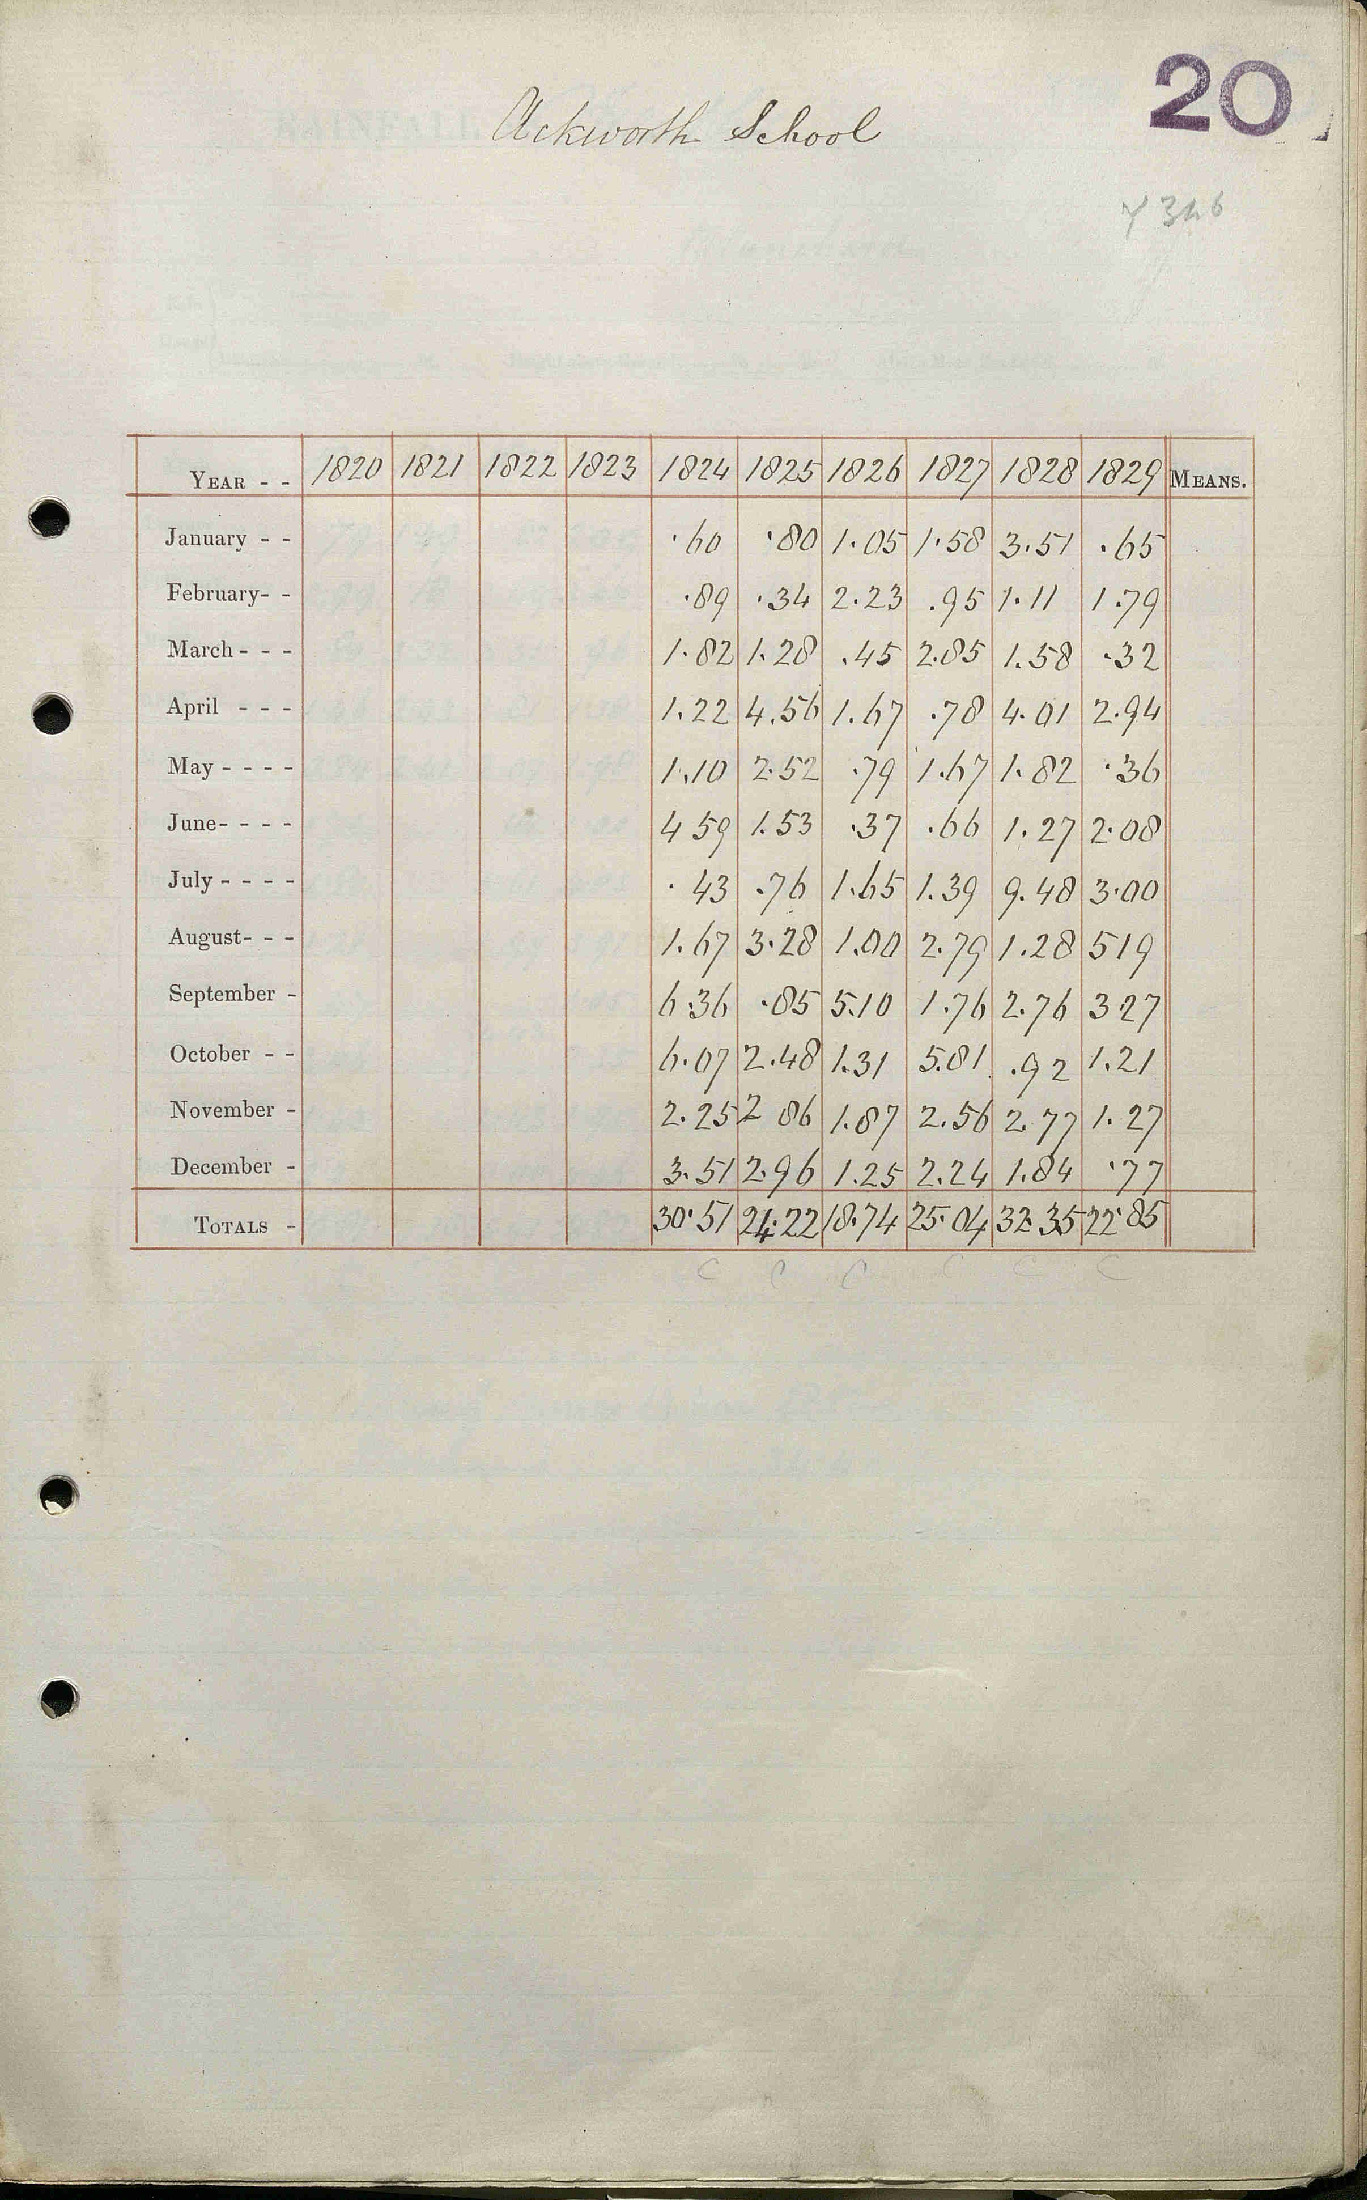 20
Ackworth School
YEAR - - 1820 1821 1822 1823 1824 1825 1826 1827 1828 1829 MEANS.
January - - ·60 ·80 1·05 1·58 3·51 ·65
February- - ·89 ·34 2·23 .95 1·11 1·79
March - - - 1·82 1·28 .45 2·85 1.58 ·32
April - - - 1.22 4.56 1.67 ·78 4·01 2·94
May - - - - 1.10 2·52 ·79 1·67 1·82 ·36
June- - - - 4 59 1.53 ·37 ·66 1·27 2·08
July - - - - ·43 ·76 1·65 1·39 9·48 3·00
August- - - 1·67 3·28 1.00 2·79 1·28 5 19
September - 6·36 ·85 5.10 1·76 2·76 3 27
October - - 6·07 2·48 1·31 5.81 ·92 1·21
November - 2·25 2 86 1.87 2·56 2·77 1·27
December - 3·51 2·96 1·25 2·24 1·84 ·77
TOTALS - 30·51 24·22 18·74 25·04 32·35 22·85
C C C C C C